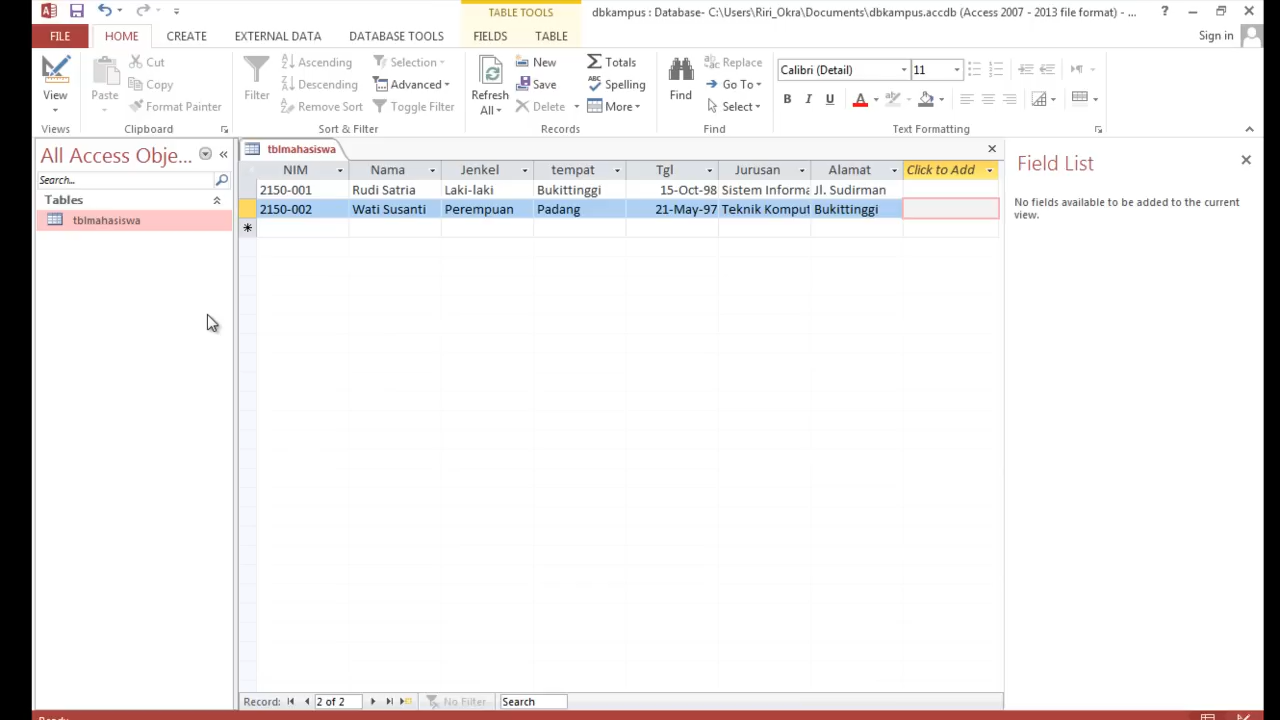 TABLE TOOLS
dbkampus : Database- C:\Users\Riri_Okra\Documents\dbkampus.accdb (Access 2007 - 2013 file format) - ...
FILE HOME CREATE EXTERNAL DATA DATABASE TOOLS FIELDS TABLE Sign in
View
Views
Paste
Cut
Copy
Format Painter
Clipboard
Filter
Ascending
Descending
Remove Sort
Selection
Advanced
Toggle Filter
Sort & Filter
Refresh
All
New
Save
Delete
Totals
Spelling
More
Records
Find
Replace
Go To
Select
Find
Calibri (Detail) 11
B I U A
Text Formatting
All Access Obje...
Search...
Tables
tblmahasiswa
tblmahasiswa
NIM Nama Jenkel tempat Tgl Jurusan Alamat Click to Add
2150-001 Rudi Satria Laki-laki Bukittinggi 15-Oct-98 Sistem Informa Jl. Sudirman
2150-002 Wati Susanti Perempuan Padang 21-May-97 Teknik Komput Bukittinggi
Field List
No fields available to be added to the current
view.
Record: 2 of 2 No Filter Search